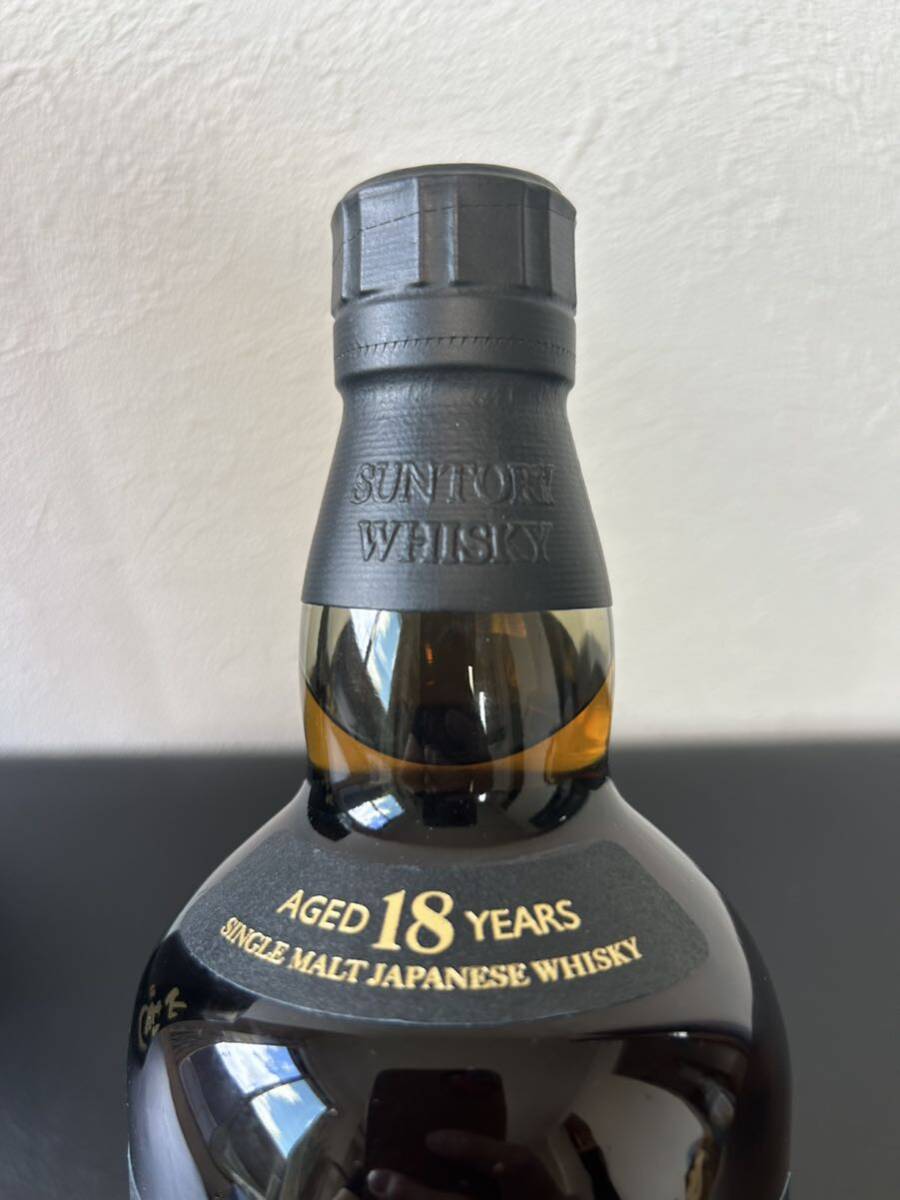 SUNTORY
WHISKY
AGED 18 YEARS
SINGLE MALT JAPANESE WHISKY